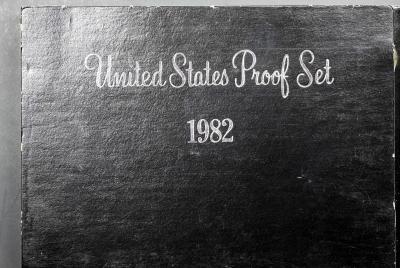 United States Proof Set
1982